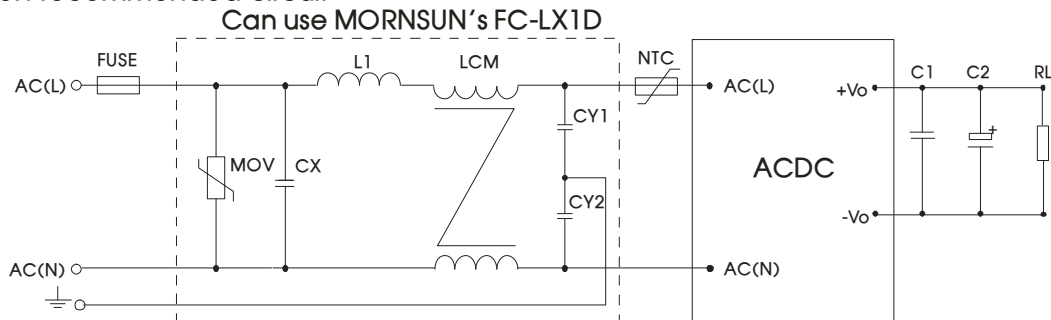 Can use MORNSUN's FC-LX1D
FUSE
L1
LCM
NTC
C1
C2
RL
AC(L)
AC(L)
+Vo
CY1
+
MOV
CX
ACDC
CY2
-Vo
AC(N)
AC(N)